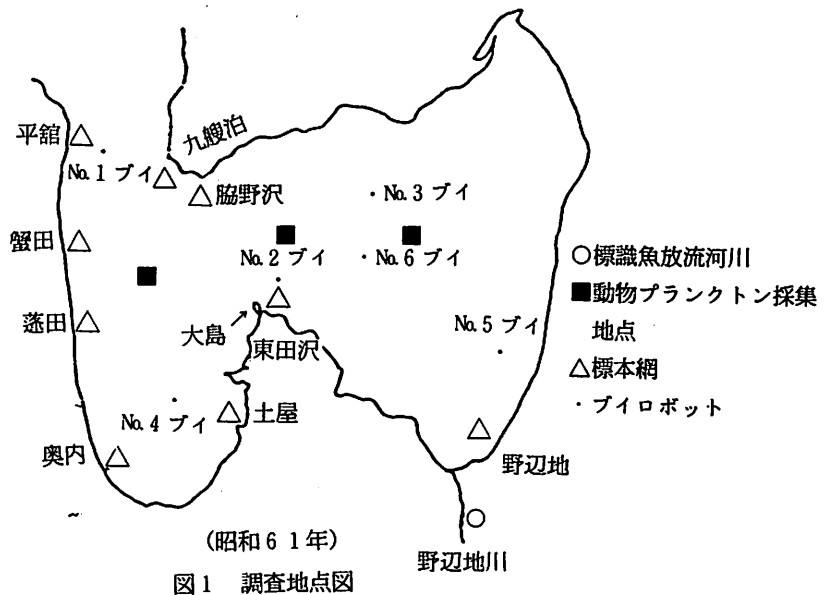 平舘
No.1 ブイ
九艘泊
脇野沢
No.3 ブイ
蟹田
No.2 ブイ
No.6 ブイ
○標識魚放流河川
■動物プランクトン採集
地点
△標本網
・ブイロボット
蓬田
大島
東田沢
No.5 ブイ
No.4 ブイ
土屋
奥内
野辺地
野辺地川
(昭和61年)
図1 調査地点図